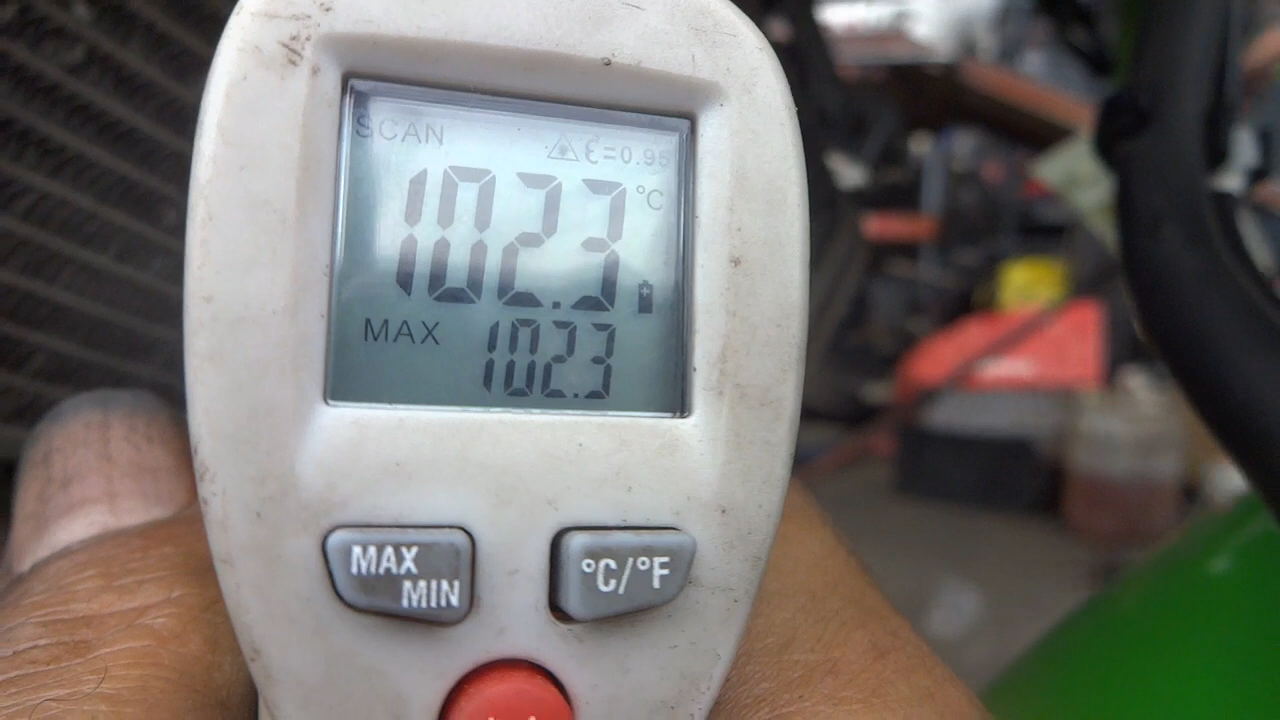 SCAN
ε=0.95
102.3 °C
MAX 102.3
MAX MIN
°C/°F